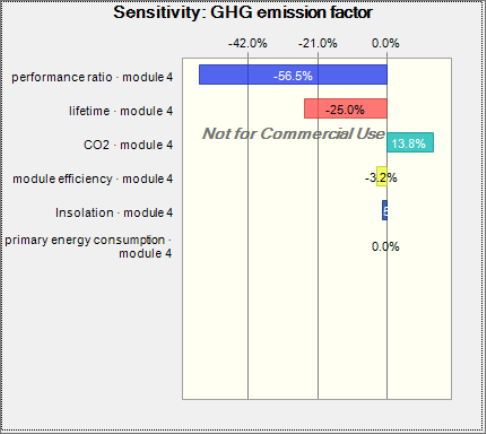 Sensitivity: GHG emission factor
-42.0% -21.0% 0.0%
performance ratio · module 4 -56.5%
lifetime · module 4 -25.0%
Not for Commercial Use
CO2 · module 4 13.8%
module efficiency · module 4 -3.2%
Insolation · module 4
primary energy consumption · 0.0%
module 4